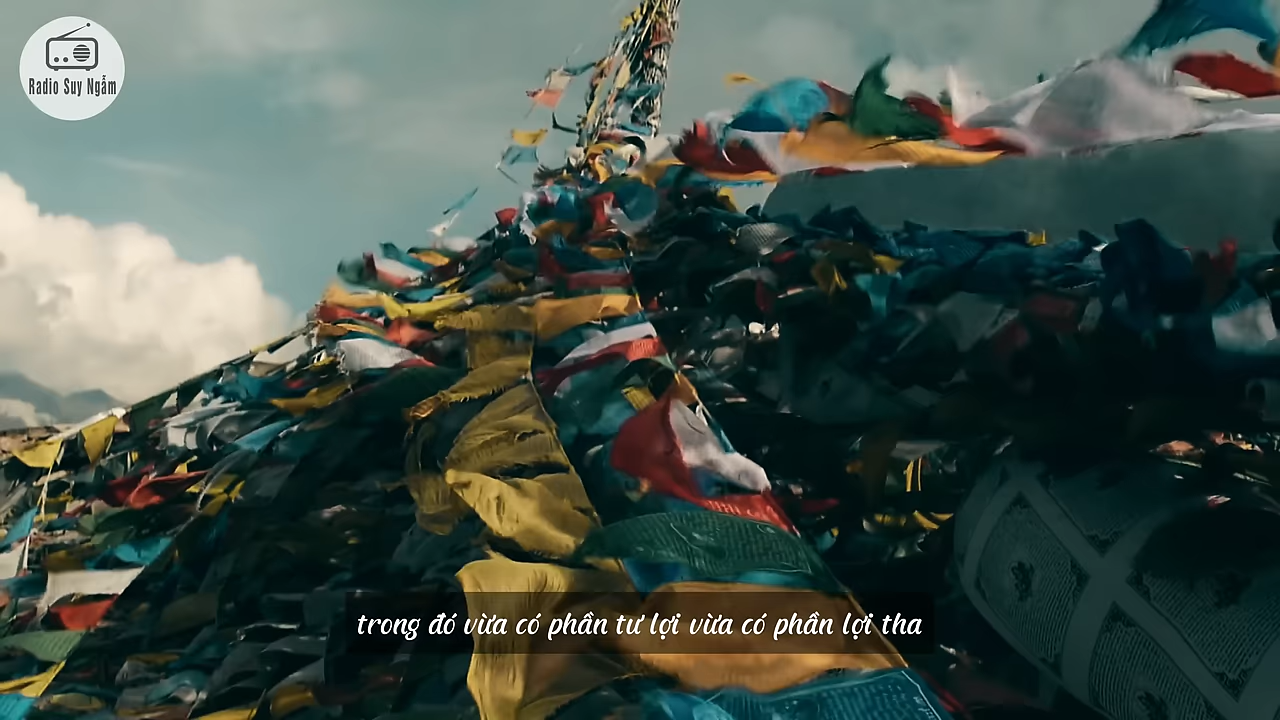 Radio Suy Ngẫm
trong đó vừa có phần tư lợi vừa có phần lợi tha